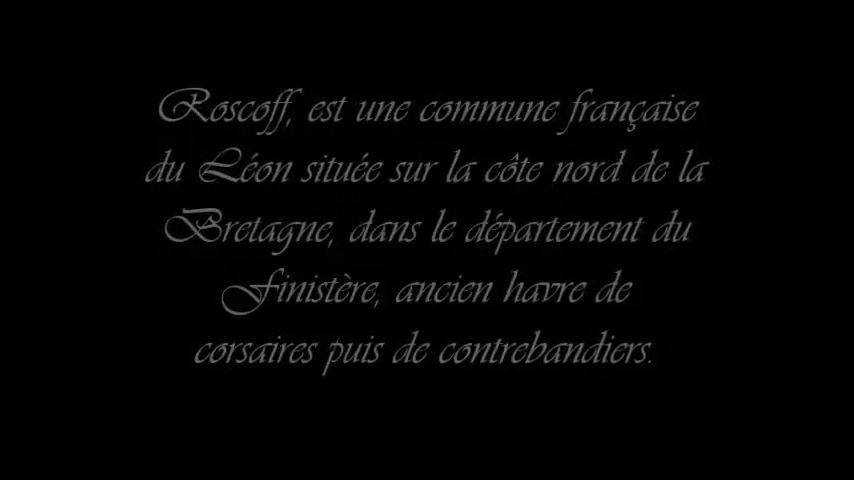 Roscoff, est une commune française
du Léon située sur la côte nord de la
Bretagne, dans le département du
Finistère, ancien havre de
corsaires puis de contrebandiers.